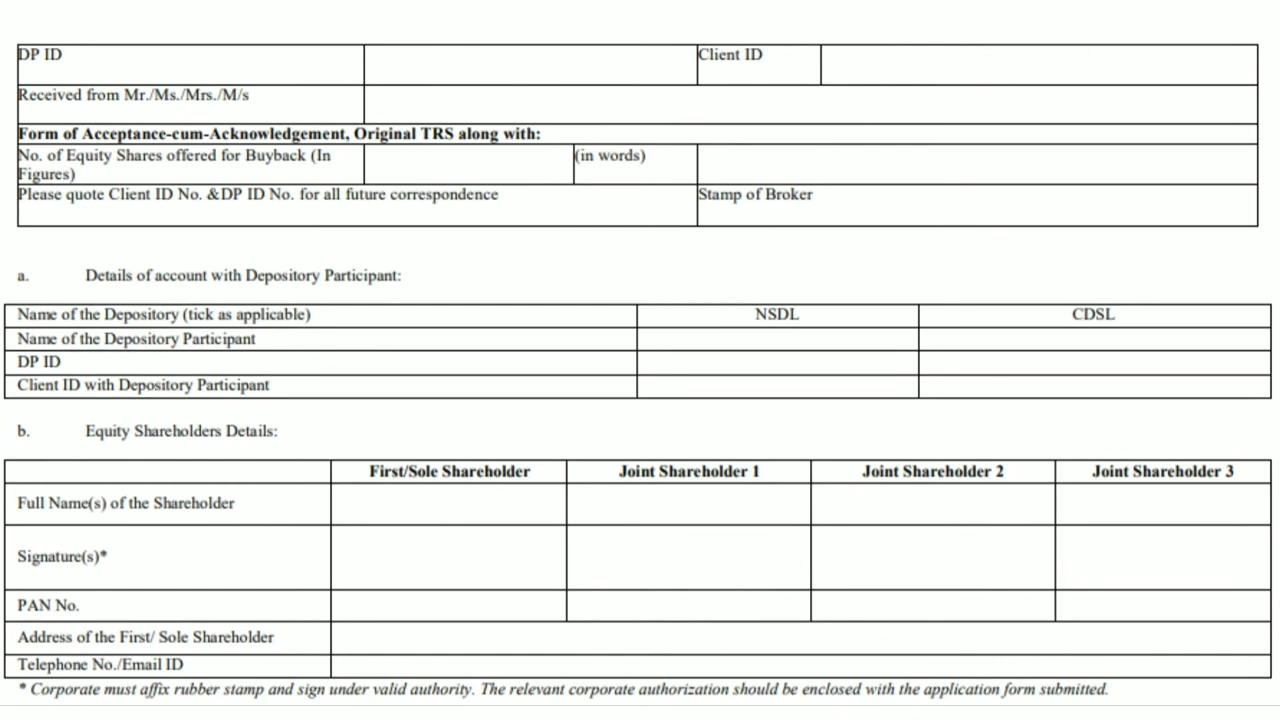 DP ID Client ID
Received from Mr./Ms./Mrs./M/s
Form of Acceptance-cum-Acknowledgement, Original TRS along with:
No. of Equity Shares offered for Buyback (In (in words)
Figures)
Please quote Client ID No. &DP ID No. for all future correspondence Stamp of Broker
a. Details of account with Depository Participant:
Name of the Depository (tick as applicable) NSDL CDSL
Name of the Depository Participant
DP ID
Client ID with Depository Participant
b. Equity Shareholders Details:
First/Sole Shareholder Joint Shareholder 1 Joint Shareholder 2 Joint Shareholder 3
Full Name(s) of the Shareholder
Signature(s)*
PAN No.
Address of the First/ Sole Shareholder
Telephone No./Email ID
* Corporate must affix rubber stamp and sign under valid authority. The relevant corporate authorization should be enclosed with the application form submitted.